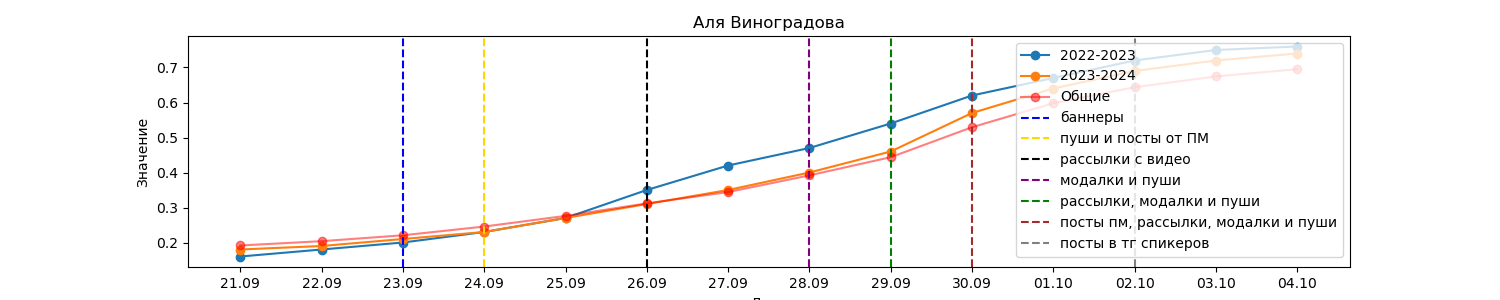 Аля Виноградова
Значение
0.7
0.6
0.5
0.4
0.3
0.2
2022-2023
2023-2024
Общие
баннеры
пуши и посты от ПМ
рассылки с видео
модалки и пуши
рассылки, модалки и пуши
посты пм, рассылки, модалки и пуши
посты в тг спикеров
21.09 22.09 23.09 24.09 25.09 26.09 27.09 28.09 29.09 30.09 01.10 02.10 03.10 04.10